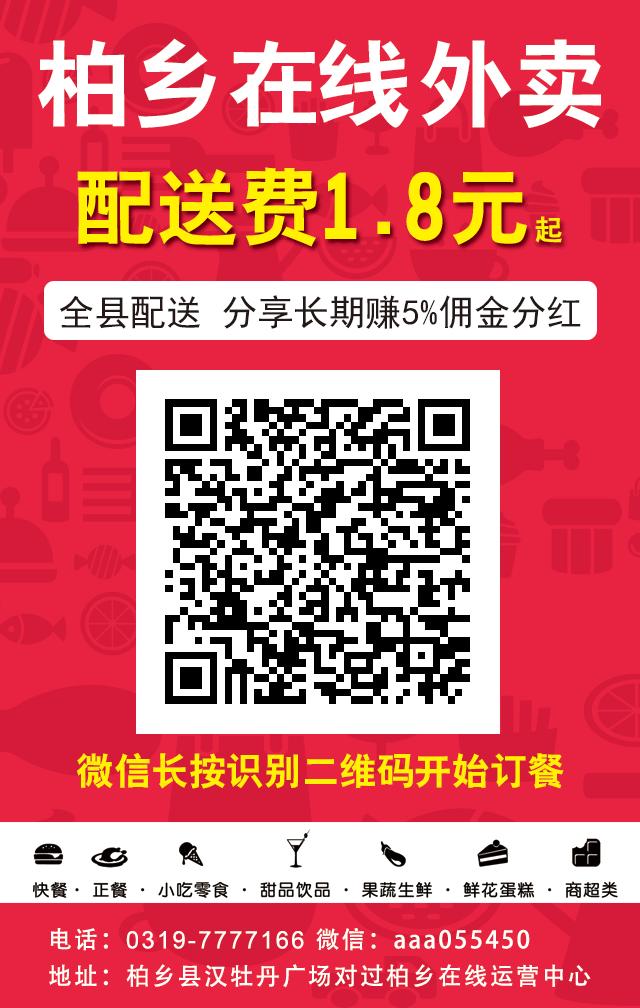 柏乡在线外卖
配送费1.8元起
全县配送 分享长期赚5%佣金分红
微信长按识别二维码开始订餐
快餐 · 正餐 · 小吃零食 · 甜品饮品 · 果蔬生鲜 · 鲜花蛋糕 · 商超类
电话：0319-7777166 微信：aaa055450
地址：柏乡县汉牡丹广场对过柏乡在线运营中心